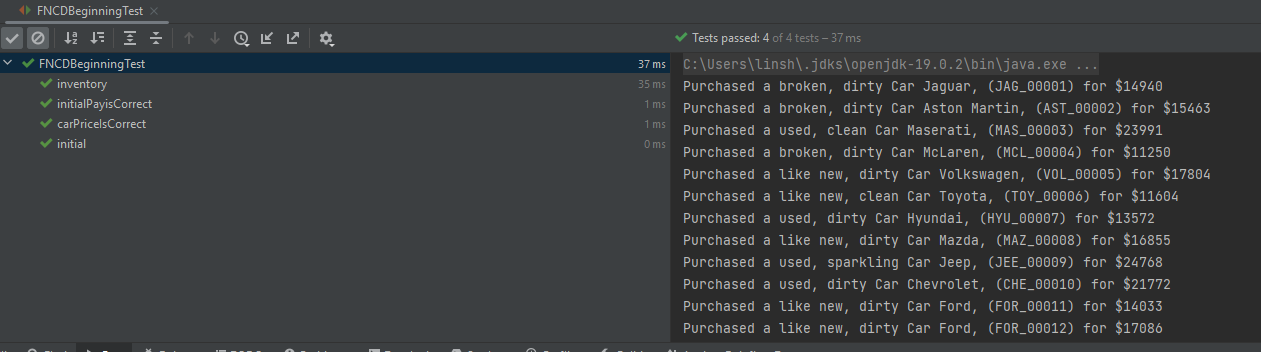 FNCDBeginningTest
Tests passed: 4 of 4 tests – 37 ms
FNCDBeginningTest 37 ms
inventory 35 ms
initialPayisCorrect 1 ms
carPriceIsCorrect 1 ms
initial 0 ms
C:\Users\linsh\.jdks\openjdk-19.0.2\bin\java.exe ...
Purchased a broken, dirty Car Jaguar, (JAG_00001) for $14940
Purchased a broken, dirty Car Aston Martin, (AST_00002) for $15463
Purchased a used, clean Car Maserati, (MAS_00003) for $23991
Purchased a broken, dirty Car McLaren, (MCL_00004) for $11250
Purchased a like new, dirty Car Volkswagen, (VOL_00005) for $17804
Purchased a like new, clean Car Toyota, (TOY_00006) for $11604
Purchased a used, dirty Car Hyundai, (HYU_00007) for $13572
Purchased a like new, dirty Car Mazda, (MAZ_00008) for $16855
Purchased a used, sparkling Car Jeep, (JEE_00009) for $24768
Purchased a used, dirty Car Chevrolet, (CHE_00010) for $21772
Purchased a like new, dirty Car Ford, (FOR_00011) for $14033
Purchased a like new, dirty Car Ford, (FOR_00012) for $17086